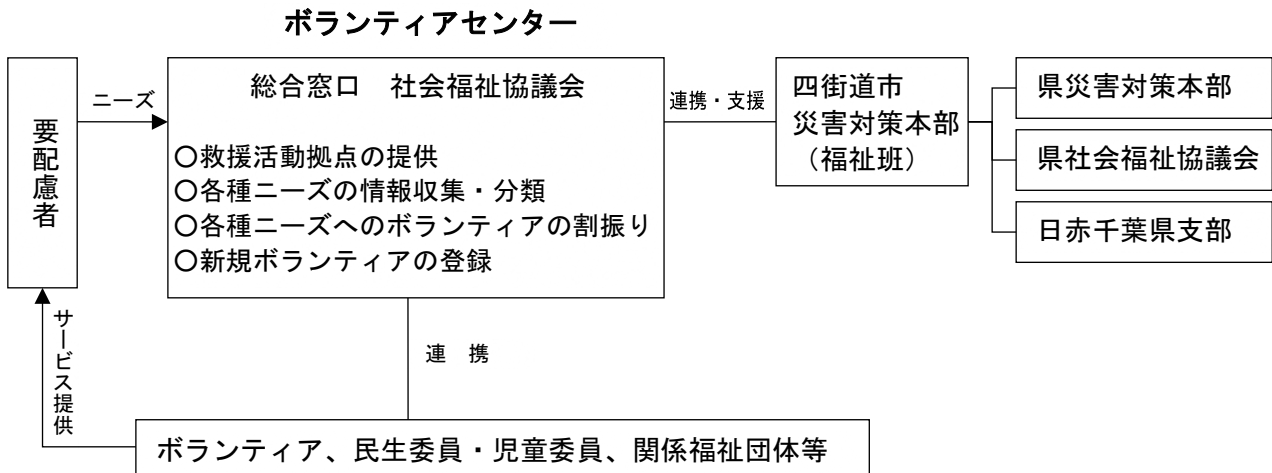 ボランティアセンター
要配慮者
ニーズ
総合窓口　社会福祉協議会
○救援活動拠点の提供
○各種ニーズの情報収集・分類
○各種ニーズへのボランティアの割振り
○新規ボランティアの登録
連携・支援
四街道市
災害対策本部
（福祉班）
県災害対策本部
県社会福祉協議会
日赤千葉県支部
サービス提供
連　携
ボランティア、民生委員・児童委員、関係福祉団体等